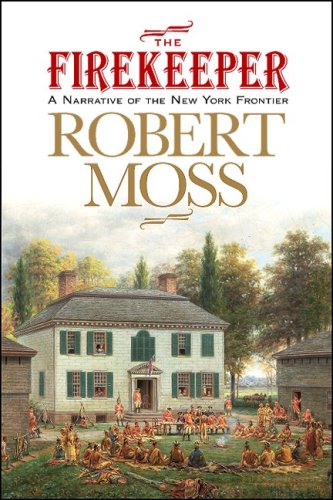 THE
FIREKEEPER
A NARRATIVE OF THE NEW YORK FRONTIER
ROBERT
MOSS